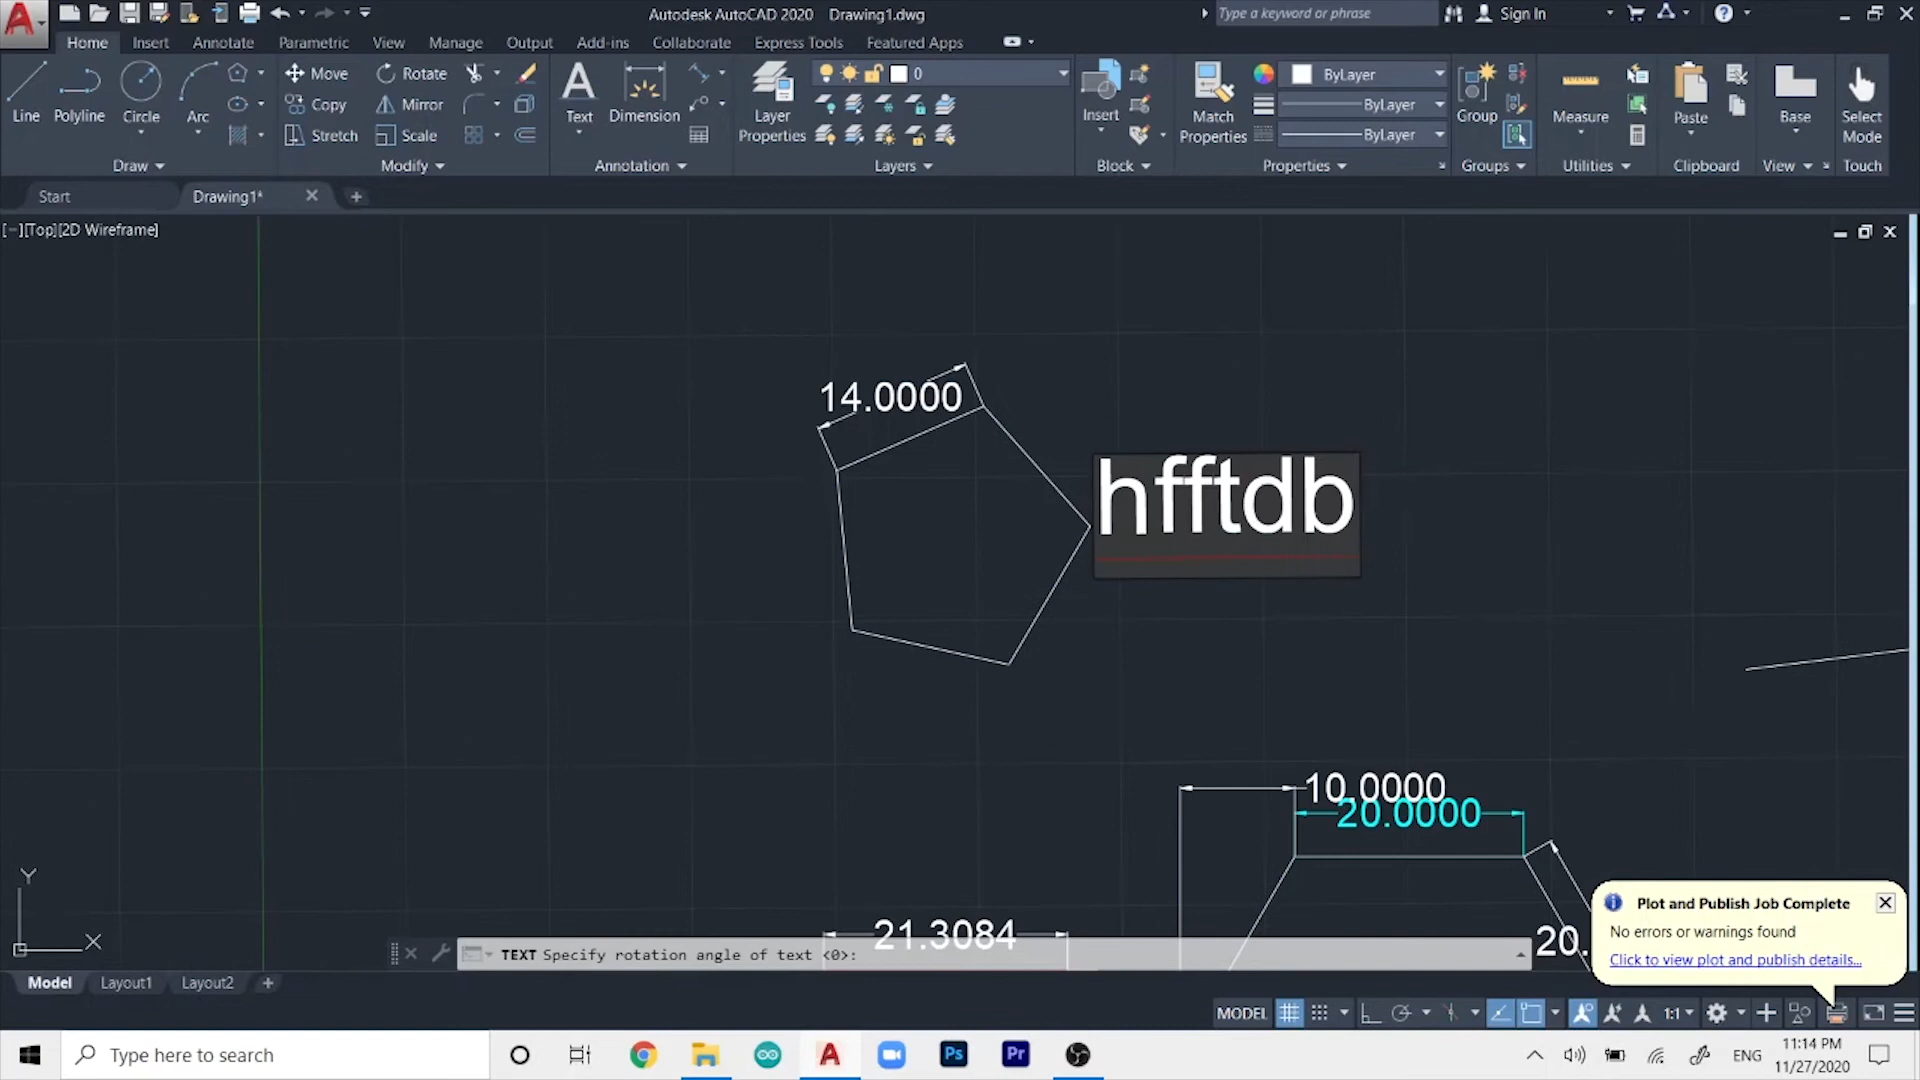 Autodesk AutoCAD 2020 Drawing1.dwg
Type a keyword or phrase
Sign In
Home Insert Annotate Parametric View Manage Output Add-ins Collaborate Express Tools Featured Apps
Line Polyline Circle Arc
Move Rotate
Copy Mirror
Stretch Scale
Text Dimension
Layer Properties
0
Insert
Match Properties
ByLayer
ByLayer
ByLayer
Group
Measure
Paste
Base
Select Mode
Draw Modify Annotation Layers Block Properties Groups Utilities Clipboard View Touch
Start Drawing1*
[−][Top][2D Wireframe]
14.0000
hfftdb
10.0000
20.0000
21.3084
20.
Y
X
TEXT Specify rotation angle of text <0>:
Plot and Publish Job Complete
No errors or warnings found
Click to view plot and publish details...
Model Layout1 Layout2
MODEL
1:1
Type here to search
Ps
Pr
ENG
11:14 PM
11/27/2020